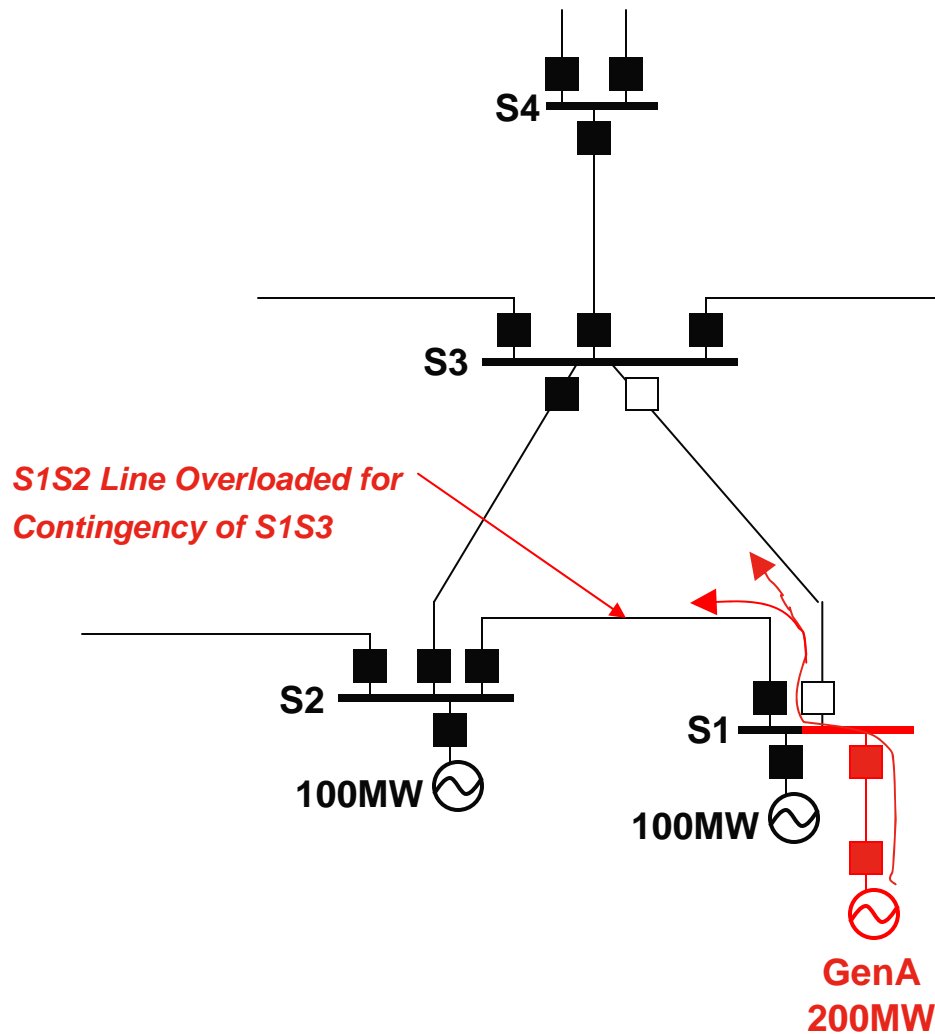 S4
S3
S1S2 Line Overloaded for
Contingency of S1S3
S2
S1
100MW
100MW
GenA
200MW